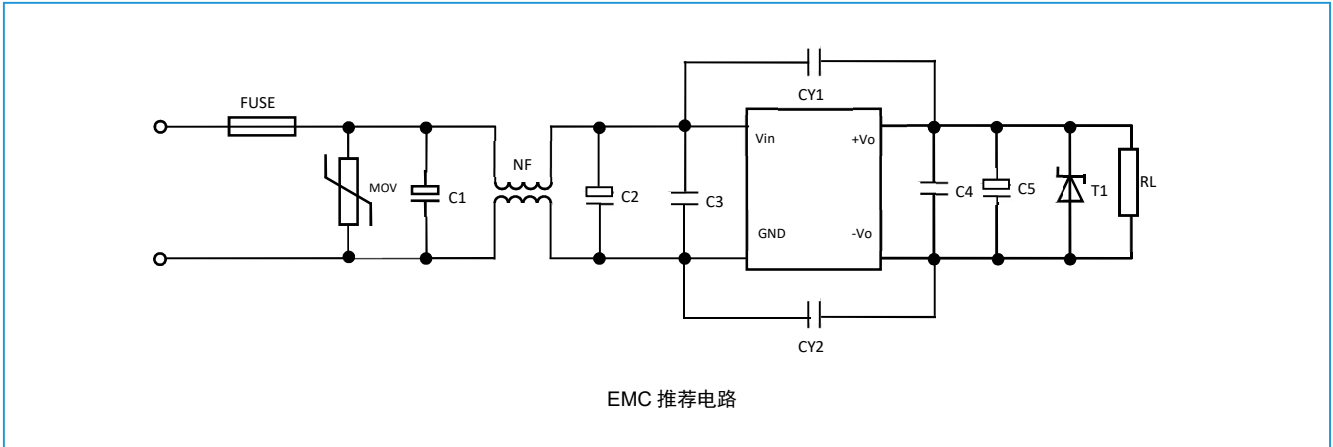 CY1
FUSE
Vin
+Vo
NF
MOV
C1
C2
C3
C4
C5
T1
RL
GND
-Vo
CY2
EMC 推荐电路